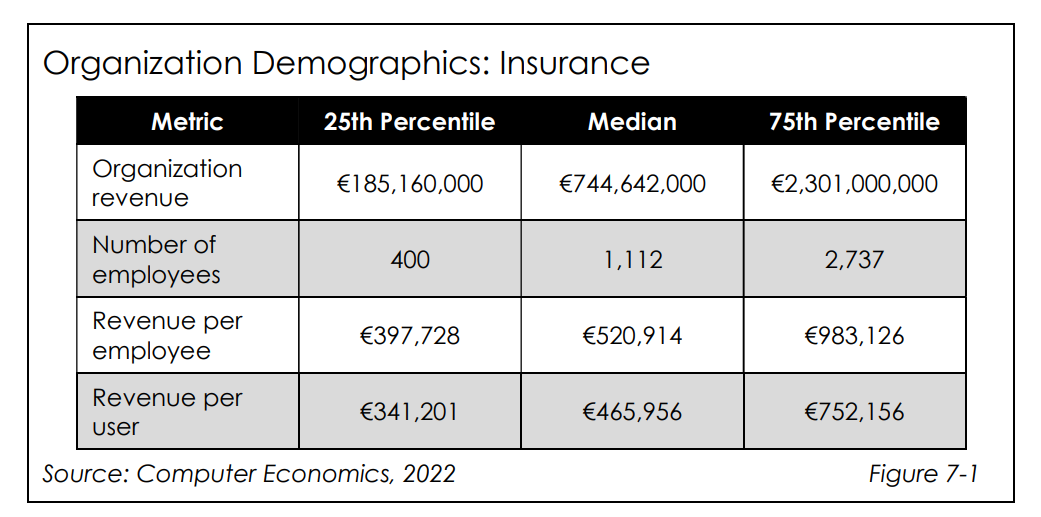 Organization Demographics: Insurance
Metric 25th Percentile Median 75th Percentile
Organization
revenue €185,160,000 €744,642,000 €2,301,000,000
Number of
employees 400 1,112 2,737
Revenue per
employee €397,728 €520,914 €983,126
Revenue per
user €341,201 €465,956 €752,156
Source: Computer Economics, 2022 Figure 7-1